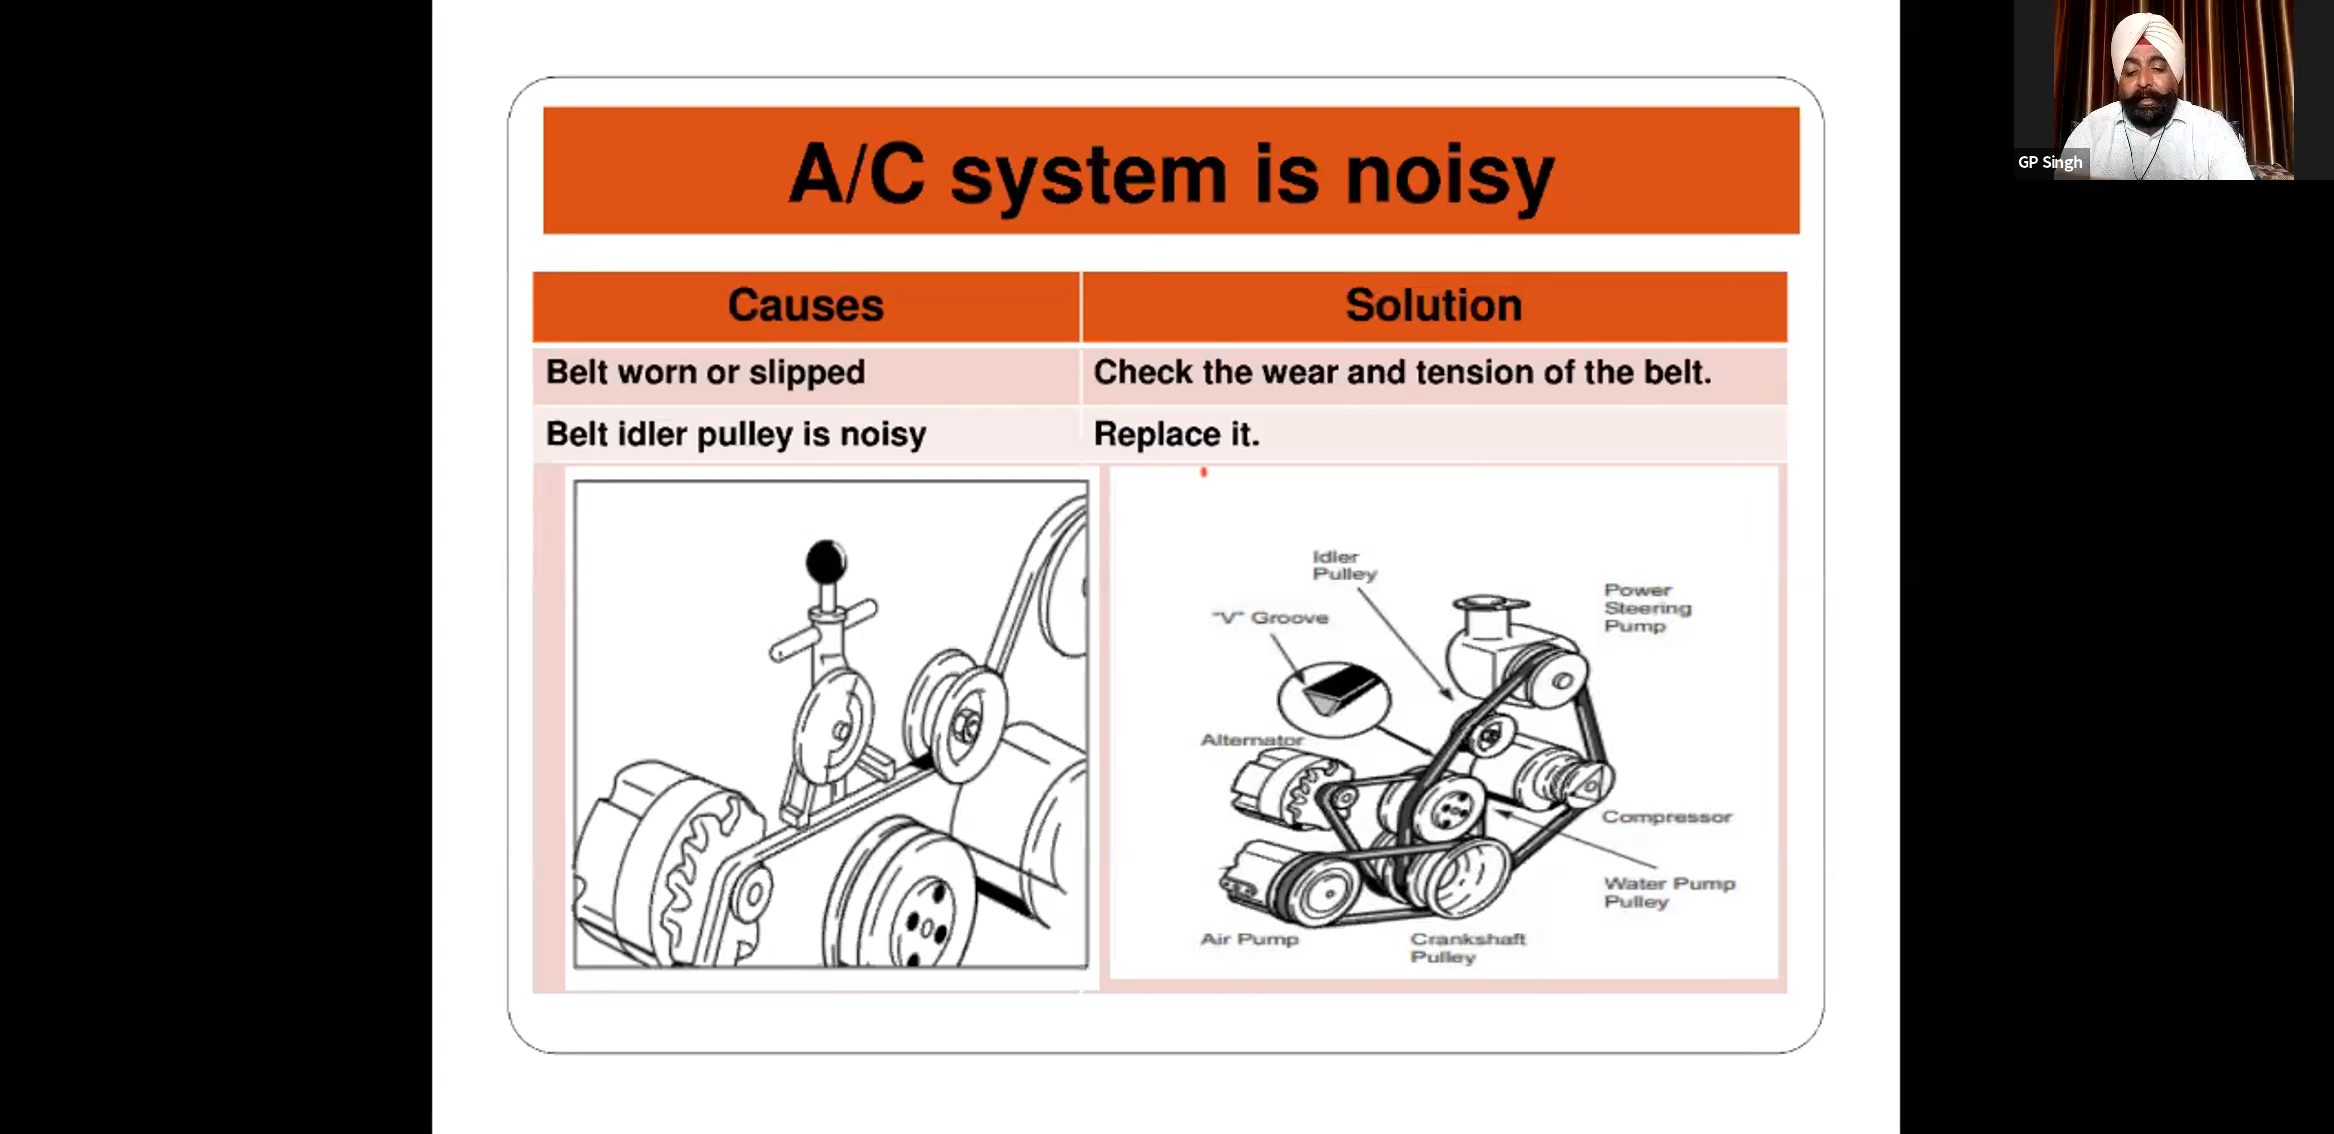 A/C system is noisy
GP Singh
Causes
Solution
Belt worn or slipped
Check the wear and tension of the belt.
Belt idler pulley is noisy
Replace it.
Idler
Pulley
"V" Groove
Power
Steering
Pump
Alternator
Compressor
Water Pump
Pulley
Air Pump
Crankshaft
Pulley